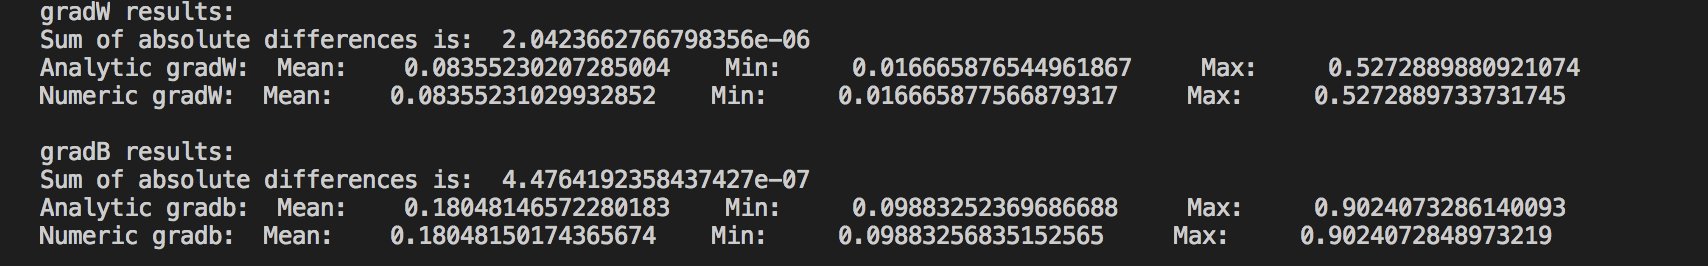 gradW results:
Sum of absolute differences is:  2.0423662766798356e-06
Analytic gradW:  Mean:    0.08355230207285004    Min:     0.016665876544961867     Max:     0.5272889880921074
Numeric gradW:  Mean:    0.08355231029932852    Min:     0.016665877566879317     Max:     0.5272889733731745
gradB results:
Sum of absolute differences is:  4.4764192358437427e-07
Analytic gradb:  Mean:    0.18048146572280183    Min:     0.09883252369686688     Max:     0.9024073286140093
Numeric gradb:  Mean:    0.18048150174365674    Min:     0.09883256835152565     Max:     0.9024072848973219